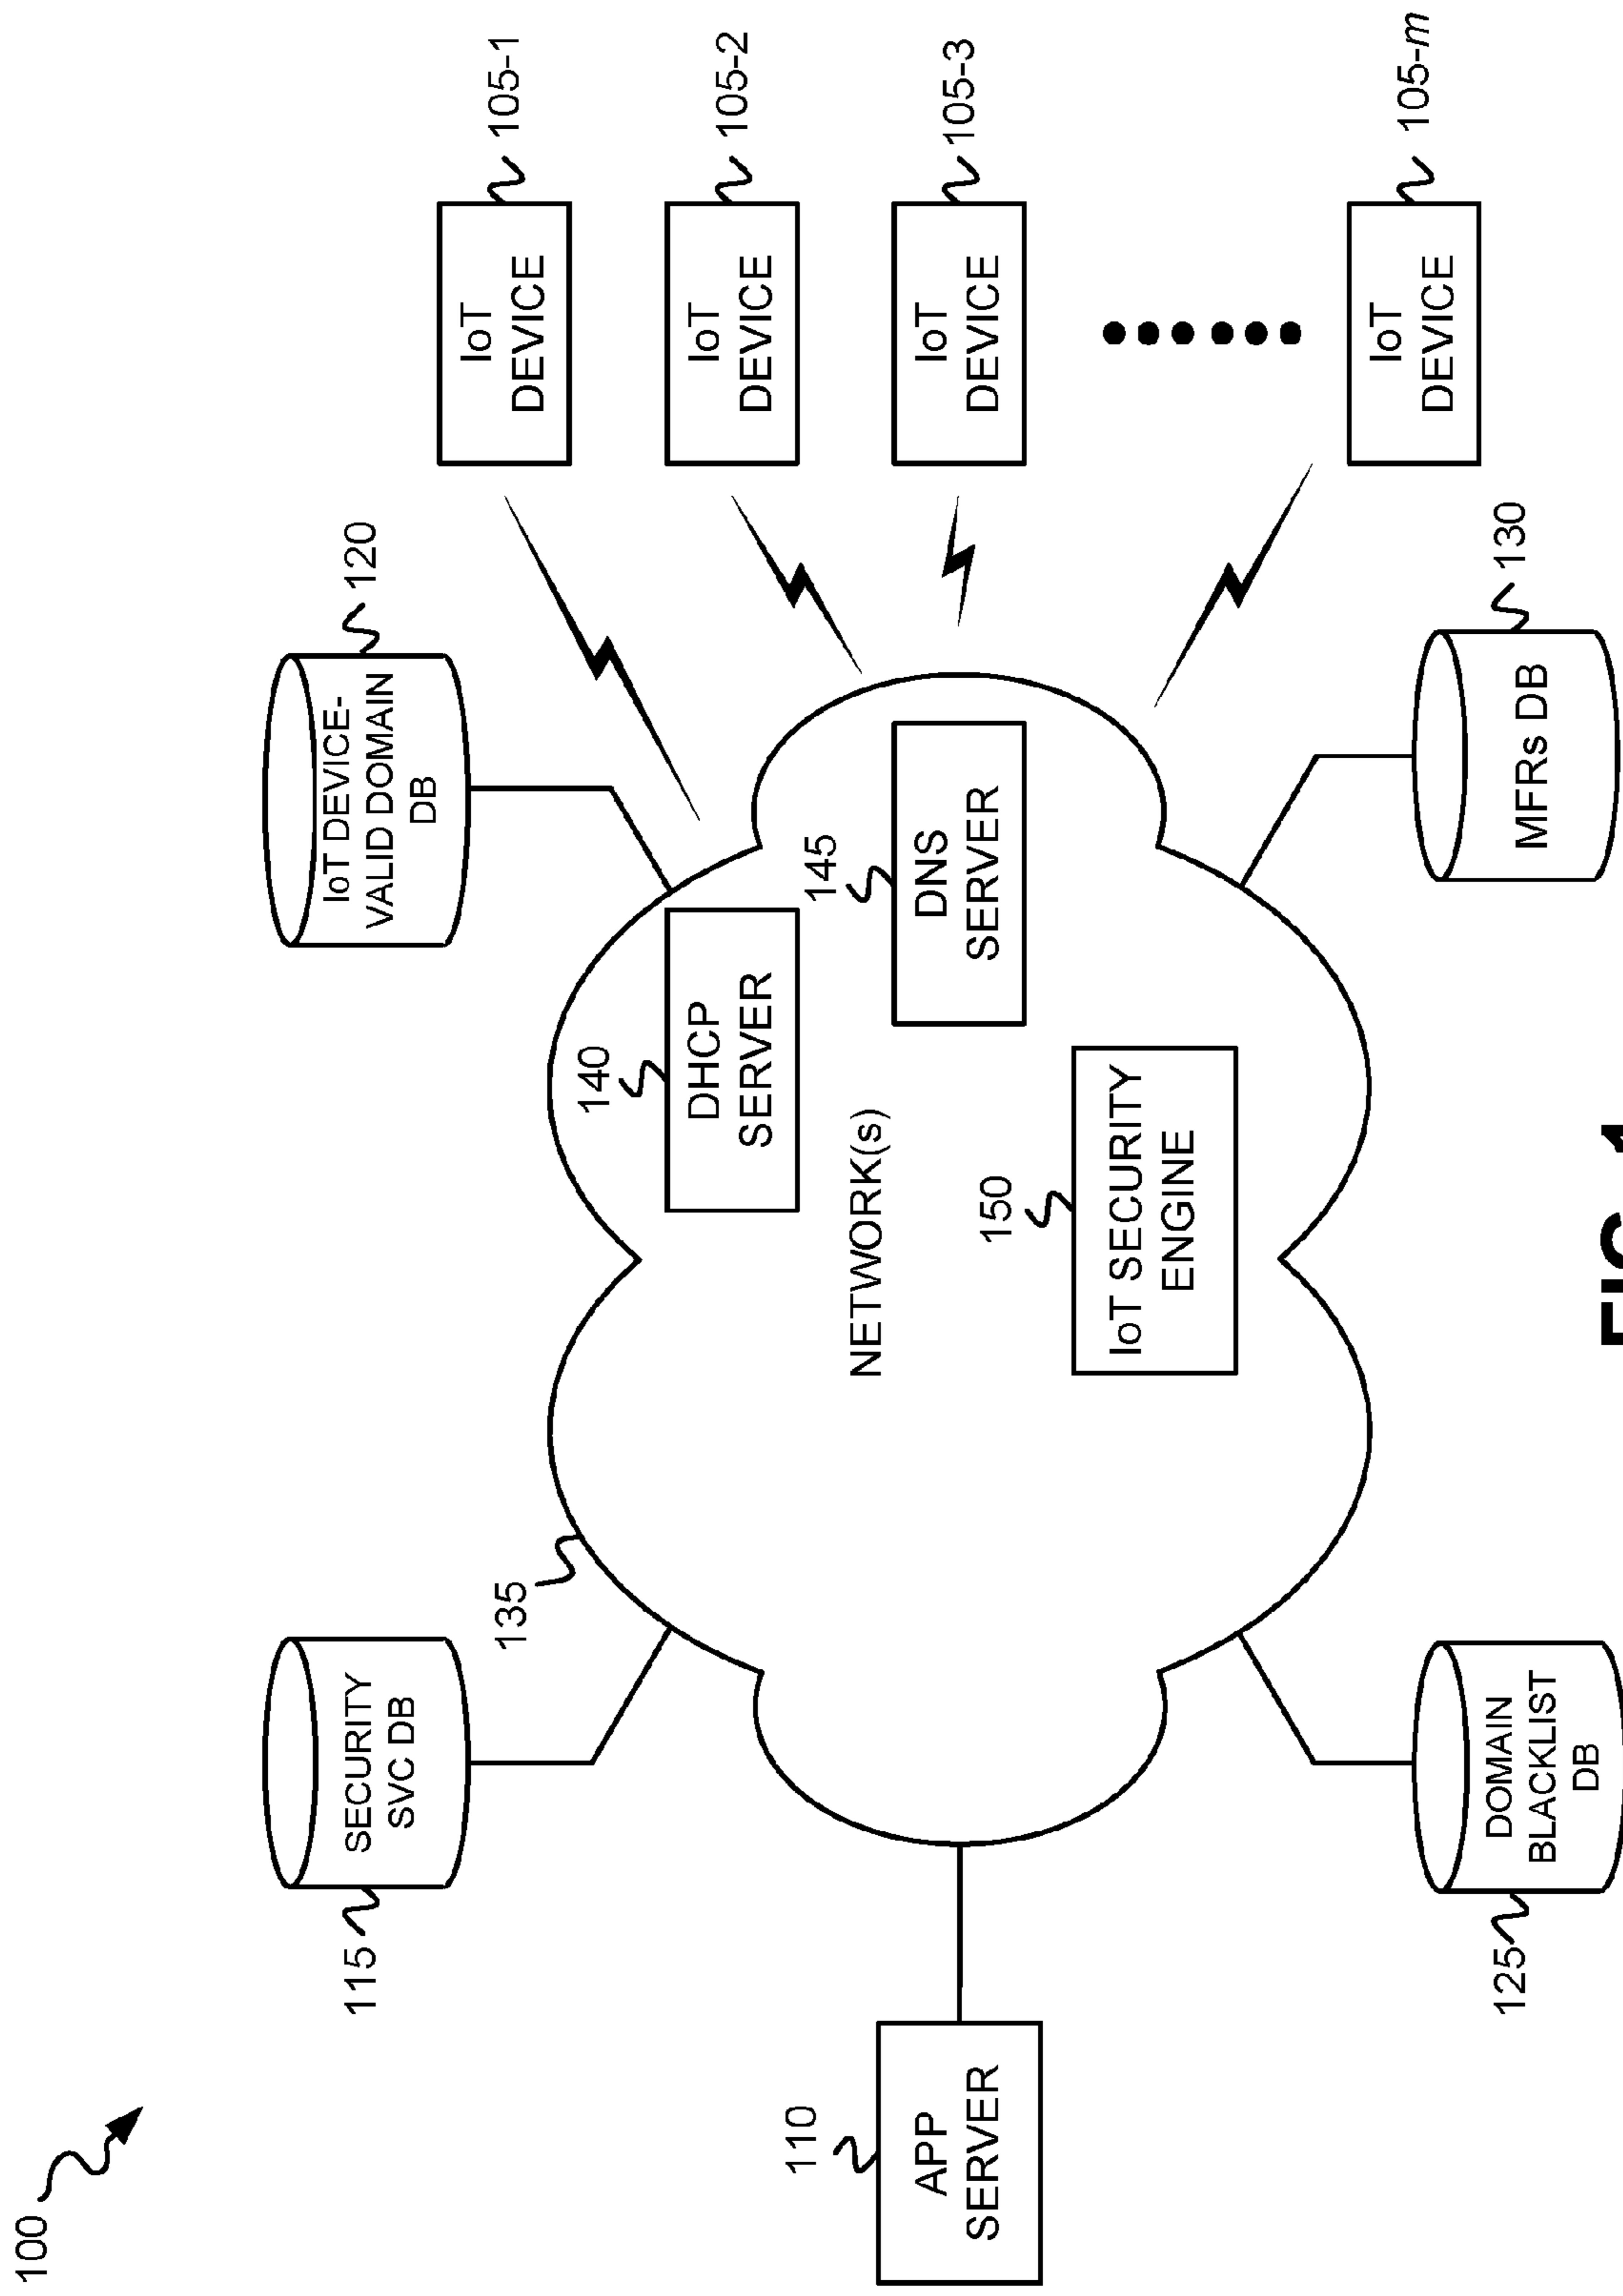 100
115
SECURITY
SVC DB
120
IoT DEVICE-
VALID DOMAIN
DB
105-1
IoT
DEVICE
135
140
DHCP
SERVER
105-2
IoT
DEVICE
110
APP
SERVER
NETWORK(s)
145
DNS
SERVER
105-3
IoT
DEVICE
150
IoT SECURITY
ENGINE
105-m
IoT
DEVICE
125
DOMAIN
BLACKLIST
DB
130
MFRs DB